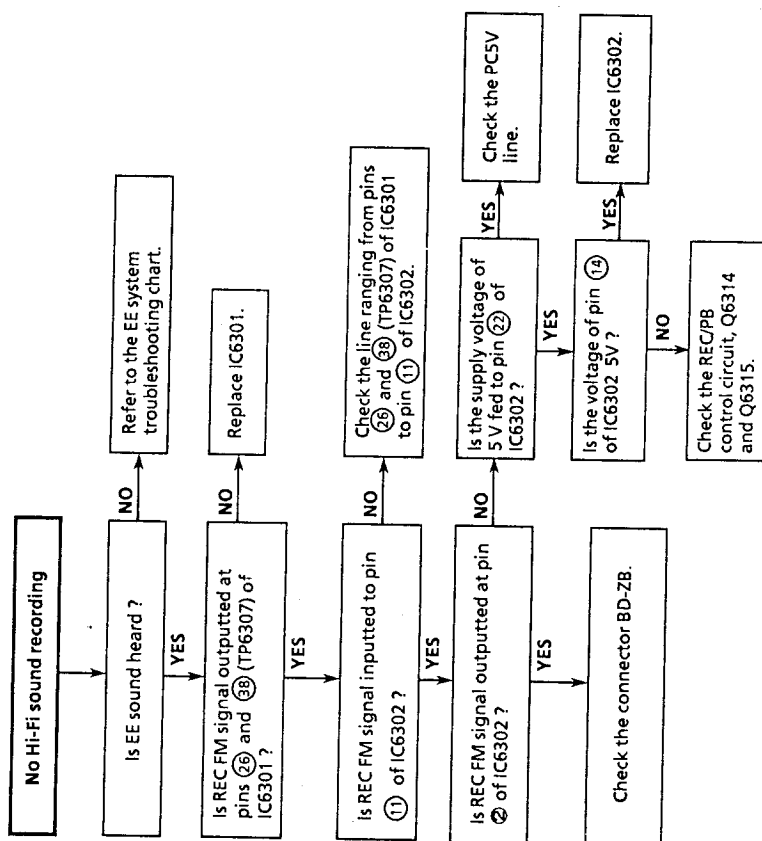 No Hi-Fi sound recording
Is EE sound heard ?
NO
Refer to the EE system
troubleshooting chart.
YES
Is REC FM signal outputted at
pins 26 and 38 (TP6307) of
IC6301 ?
NO
Replace IC6301.
YES
Is REC FM signal inputted to pin
11 of IC6302 ?
NO
Check the line ranging from pins
26 and 38 (TP6307) of IC6301
to pin 11 of IC6302.
YES
Is REC FM signal outputted at pin
2 of IC6302 ?
NO
Is the supply voltage of
5 V fed to pin 22 of
IC6302 ?
YES
Check the PC5V
line.
YES
Is the voltage of pin 14
of IC6302 5V ?
YES
Replace IC6302.
NO
Check the REC/PB
control circuit, Q6314
and Q6315.
YES
Check the connector BD-ZB.